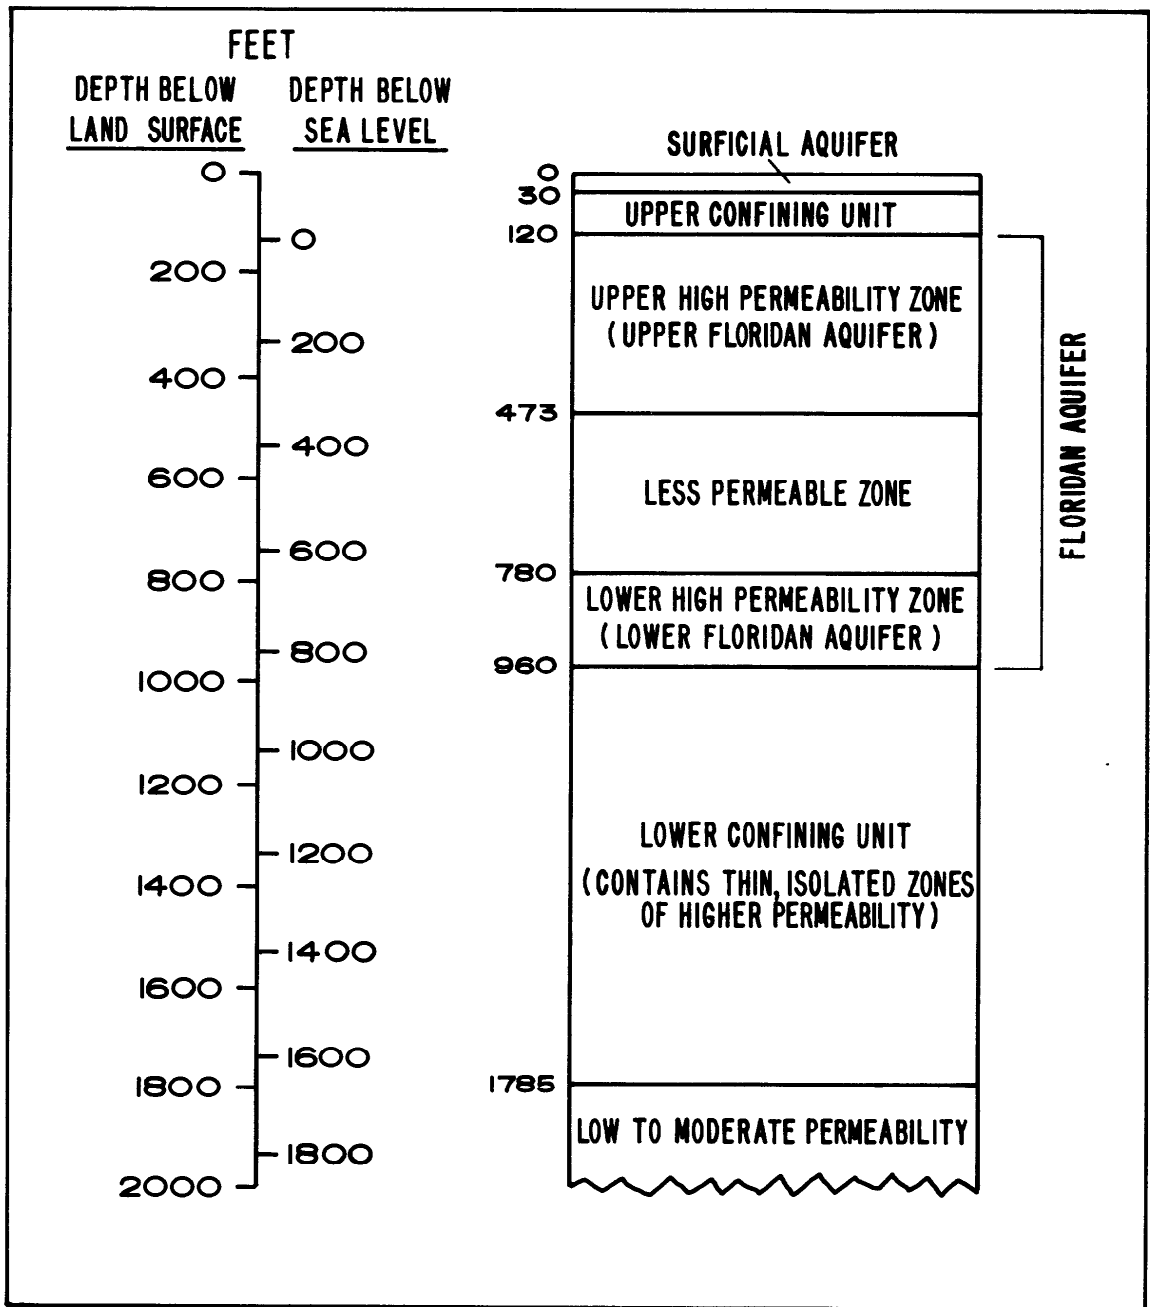 FEET
DEPTH BELOW
LAND SURFACE
DEPTH BELOW
SEA LEVEL
0
200
400
600
800
1000
1200
1400
1600
1800
2000
0
200
400
600
800
1000
1200
1400
1600
1800
SURFICIAL AQUIFER
0
30
UPPER CONFINING UNIT
120
UPPER HIGH PERMEABILITY ZONE
(UPPER FLORIDAN AQUIFER)
473
LESS PERMEABLE ZONE
780
LOWER HIGH PERMEABILITY ZONE
(LOWER FLORIDAN AQUIFER)
960
LOWER CONFINING UNIT
(CONTAINS THIN, ISOLATED ZONES
OF HIGHER PERMEABILITY)
1785
LOW TO MODERATE PERMEABILITY
FLORIDAN AQUIFER